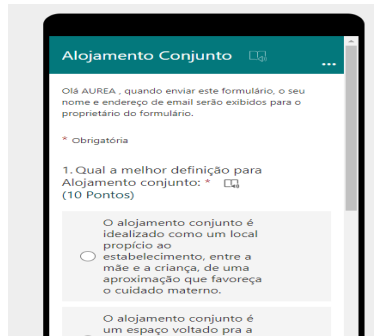 Alojamento Conjunto
...
Olá AUREA , quando enviar este formulário, o seu
nome e endereço de email serão exibidos para o
proprietário do formulário.
* Obrigatória
1. Qual a melhor definição para
Alojamento conjunto: *
(10 Pontos)
O alojamento conjunto é
idealizado como um local
propício ao
estabelecimento, entre a
mãe e a criança, de uma
aproximação que favoreça
o cuidado materno.
O alojamento conjunto é
um espaço voltado pra a